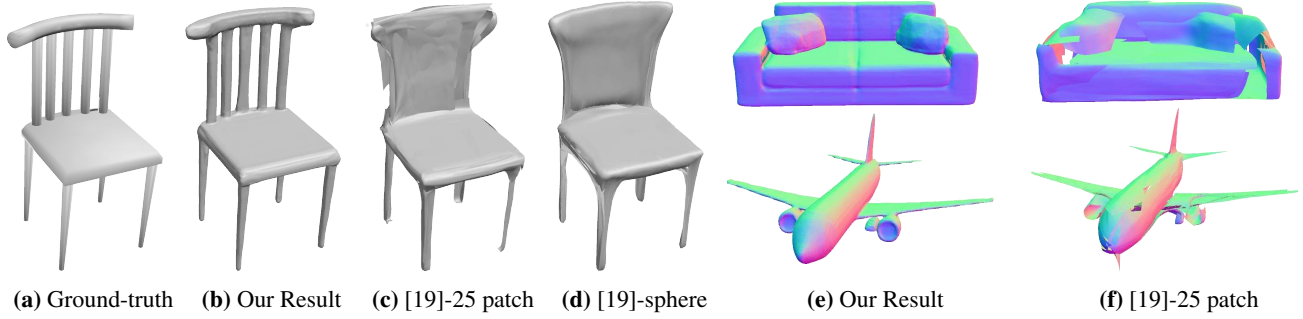 (a) Ground-truth (b) Our Result (c) [19]-25 patch (d) [19]-sphere (e) Our Result (f) [19]-25 patch